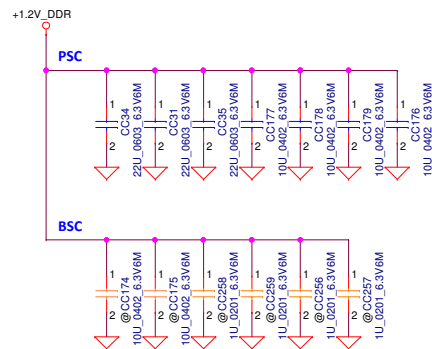 +1.2V_DDR
PSC
1
2
CC34
22U_0603_6.3V6M
1
2
CC31
22U_0603_6.3V6M
1
2
CC35
22U_0603_6.3V6M
1
2
CC177
10U_0402_6.3V6M
1
2
CC178
10U_0402_6.3V6M
1
2
CC179
10U_0402_6.3V6M
1
2
CC176
10U_0402_6.3V6M
BSC
1
2
@CC174
10U_0402_6.3V6M
1
2
@CC175
10U_0402_6.3V6M
1
2
@CC258
1U_0201_6.3V6M
1
2
@CC259
1U_0201_6.3V6M
1
2
@CC256
1U_0201_6.3V6M
1
2
@CC257
1U_0201_6.3V6M